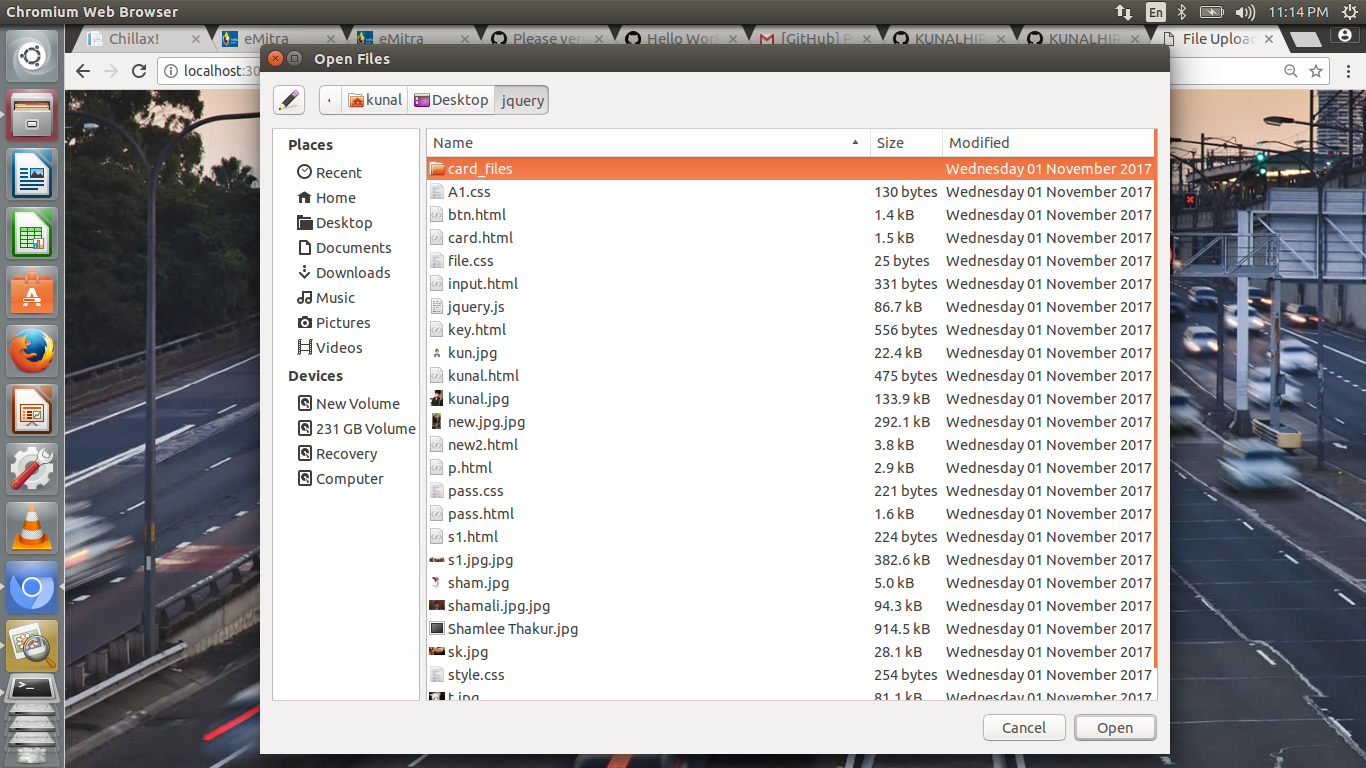 Chromium Web Browser
En
11:14 PM
Chillax!
eMitra
eMitra
Please veri
Hello Worl
[GitHub] P
KUNALHIR
KUNALHIR
File Uploa
localhost:30
Open Files
kunal
Desktop
jquery
Places
Recent
Home
Desktop
Documents
Downloads
Music
Pictures
Videos
Devices
New Volume
231 GB Volume
Recovery
Computer
Name Size Modified
card_files Wednesday 01 November 2017
A1.css 130 bytes Wednesday 01 November 2017
btn.html 1.4 kB Wednesday 01 November 2017
card.html 1.5 kB Wednesday 01 November 2017
file.css 25 bytes Wednesday 01 November 2017
input.html 331 bytes Wednesday 01 November 2017
jquery.js 86.7 kB Wednesday 01 November 2017
key.html 556 bytes Wednesday 01 November 2017
kun.jpg 22.4 kB Wednesday 01 November 2017
kunal.html 475 bytes Wednesday 01 November 2017
kunal.jpg 133.9 kB Wednesday 01 November 2017
new.jpg.jpg 292.1 kB Wednesday 01 November 2017
new2.html 3.8 kB Wednesday 01 November 2017
p.html 2.9 kB Wednesday 01 November 2017
pass.css 221 bytes Wednesday 01 November 2017
pass.html 1.6 kB Wednesday 01 November 2017
s1.html 224 bytes Wednesday 01 November 2017
s1.jpg.jpg 382.6 kB Wednesday 01 November 2017
sham.jpg 5.0 kB Wednesday 01 November 2017
shamali.jpg.jpg 94.3 kB Wednesday 01 November 2017
Shamlee Thakur.jpg 914.5 kB Wednesday 01 November 2017
sk.jpg 28.1 kB Wednesday 01 November 2017
style.css 254 bytes Wednesday 01 November 2017
t.jpg 81.1 kB Wednesday 01 November 2017
Cancel
Open